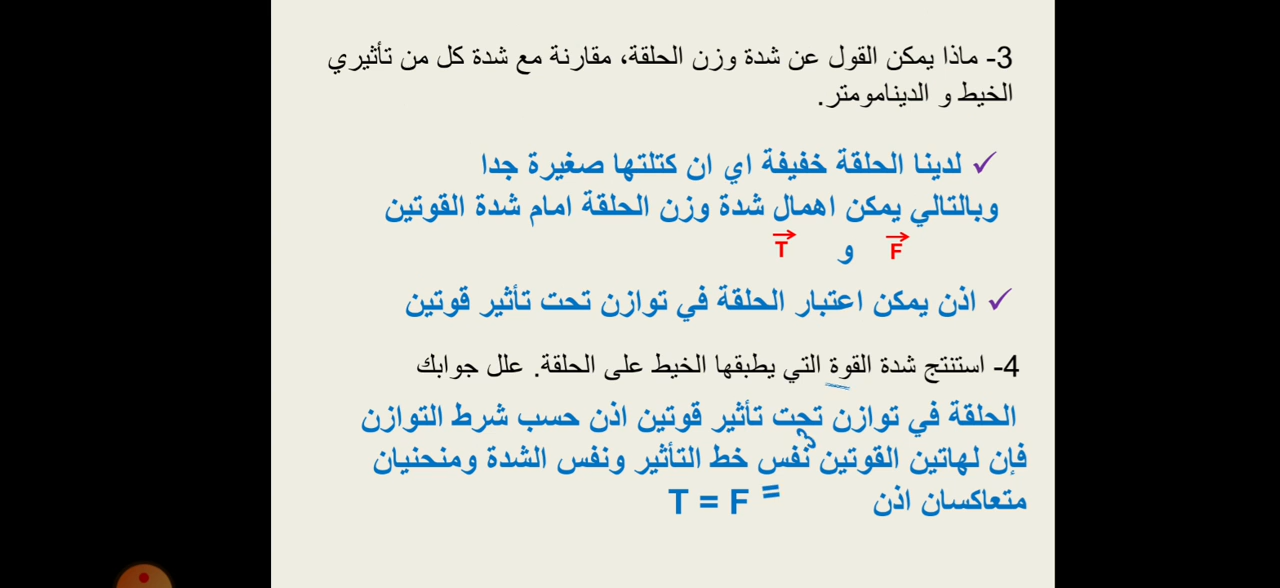 3- ماذا يمكن القول عن شدة وزن الحلقة، مقارنة مع شدة كل من تأثيري
الخيط و الدينامومتر.
✓ لدينا الحلقة خفيفة اي ان كتلتها صغيرة جدا
وبالتالي يمكن اهمال شدة وزن الحلقة امام شدة القوتين
F⃗ و T⃗
✓ اذن يمكن اعتبار الحلقة في توازن تحت تأثير قوتين
4- استنتج شدة القوة التي يطبقها الخيط على الحلقة. علل جوابك
الحلقة في توازن تحت تأثير قوتين اذن حسب شرط التوازن
فإن لهاتين القوتين نفس خط التأثير ونفس الشدة ومنحنيان
متعاكسان اذن T = F =